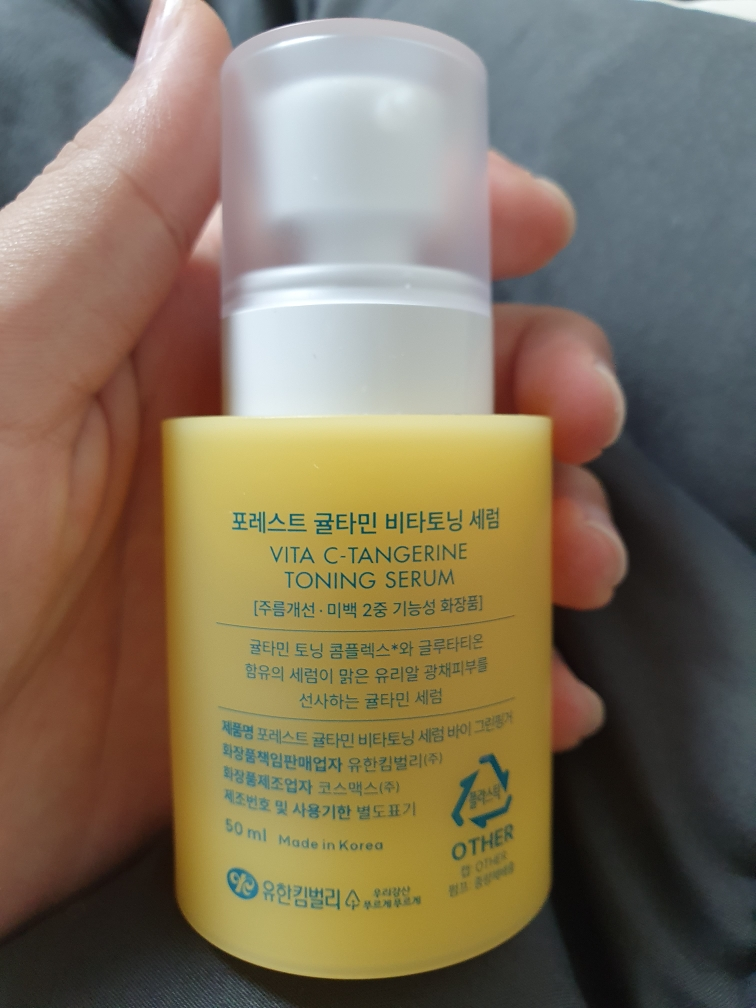 포레스트 귤타민 비타토닝 세럼
VITA C-TANGERINE
TONING SERUM
[주름개선·미백 2중 기능성 화장품]
귤타민 토닝 콤플렉스*와 글루타티온
함유의 세럼이 맑은 유리알 광채피부를
선사하는 귤타민 세럼
제품명 포레스트 귤타민 비타토닝 세럼 바이 그린핑거
화장품책임판매업자 유한킴벌리(주)
화장품제조업자 코스맥스(주)
제조번호 및 사용기한 별도표기
50 ml Made in Korea
플라스틱
OTHER
캡: OTHER
펌프:
유한킴벌리
우리강산
푸르게 푸르게